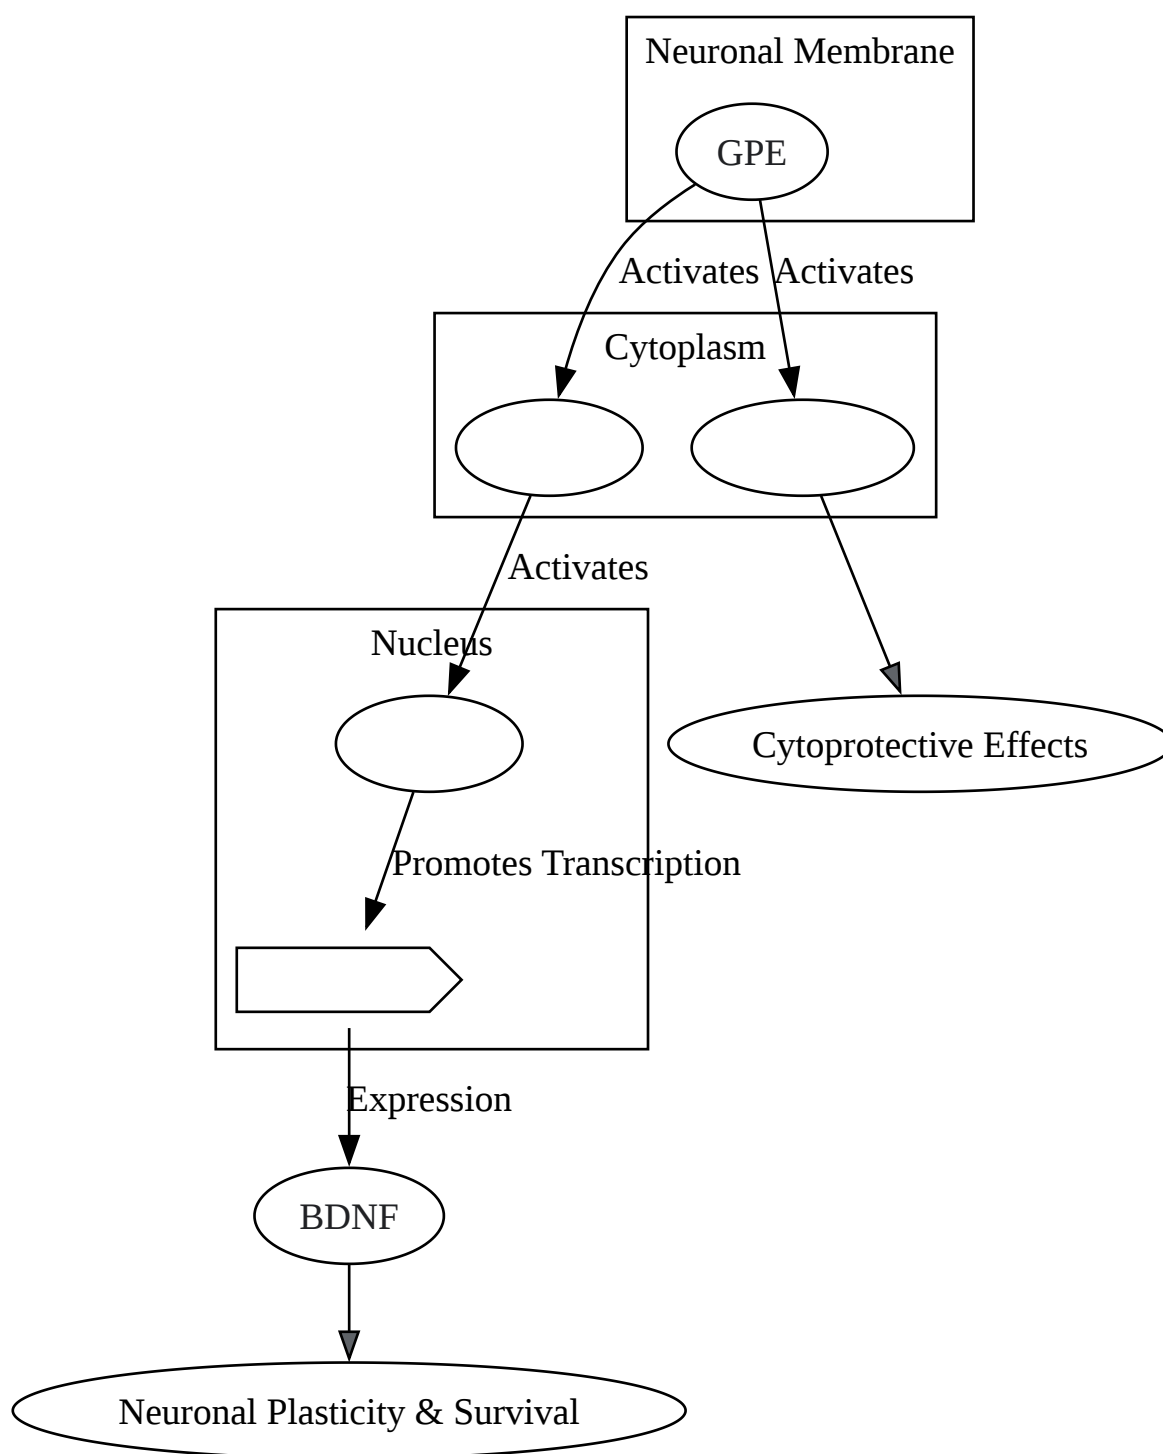 Neuronal Membrane
GPE
Activates
Activates
Cytoplasm
Activates
Nucleus
Cytoprotective Effects
Promotes Transcription
Expression
BDNF
Neuronal Plasticity & Survival